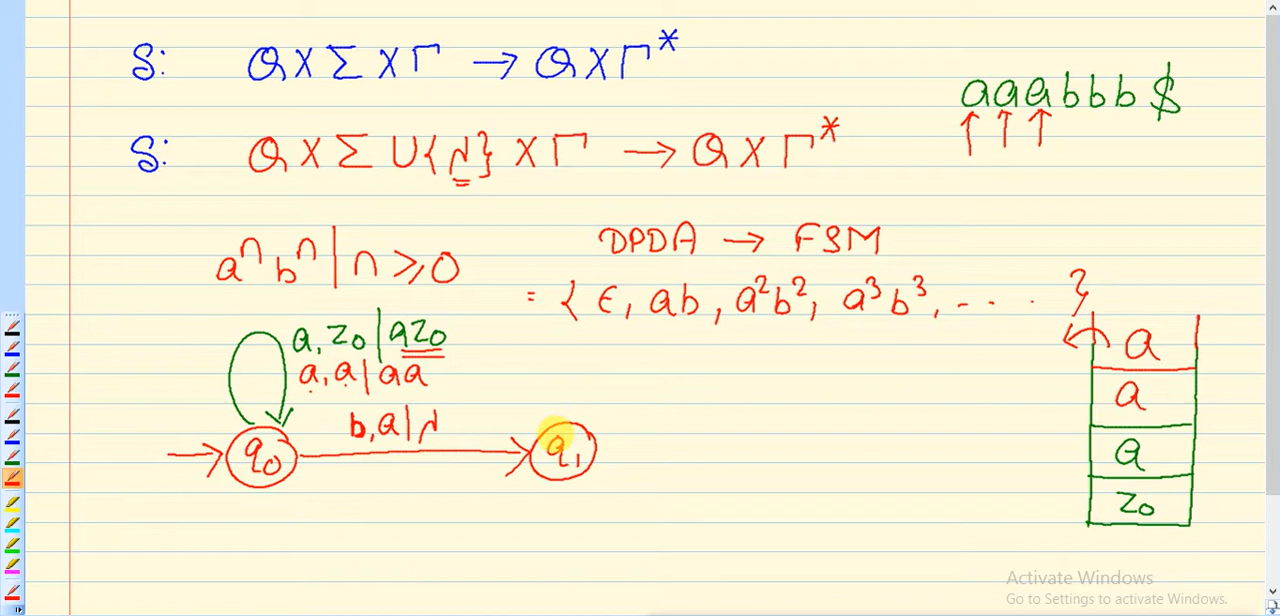 δ: Q X Σ X Γ → Q X Γ*
a a a b b b $
δ: Q X Σ U {λ} X Γ → Q X Γ*
DPDA → FSM
aⁿ bⁿ | n ≥ 0
= { ϵ, ab, a²b², a³b³, .... }
a, z₀ | az₀
a, a | aa
b, a | λ
q₀
q₁
a
a
a
z₀
Activate Windows
Go to Settings to activate Windows.